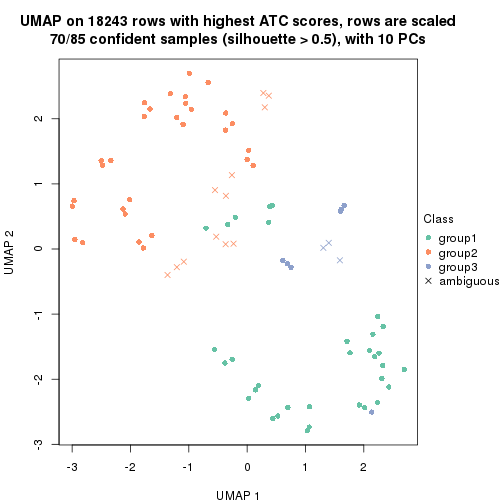 UMAP on 18243 rows with highest ATC scores, rows are scaled
70/85 confident samples (silhouette > 0.5), with 10 PCs
UMAP 2
2
1
0
-1
-2
-3
-3
-2
-1
0
1
2
UMAP 1
Class
group1
group2
group3
ambiguous